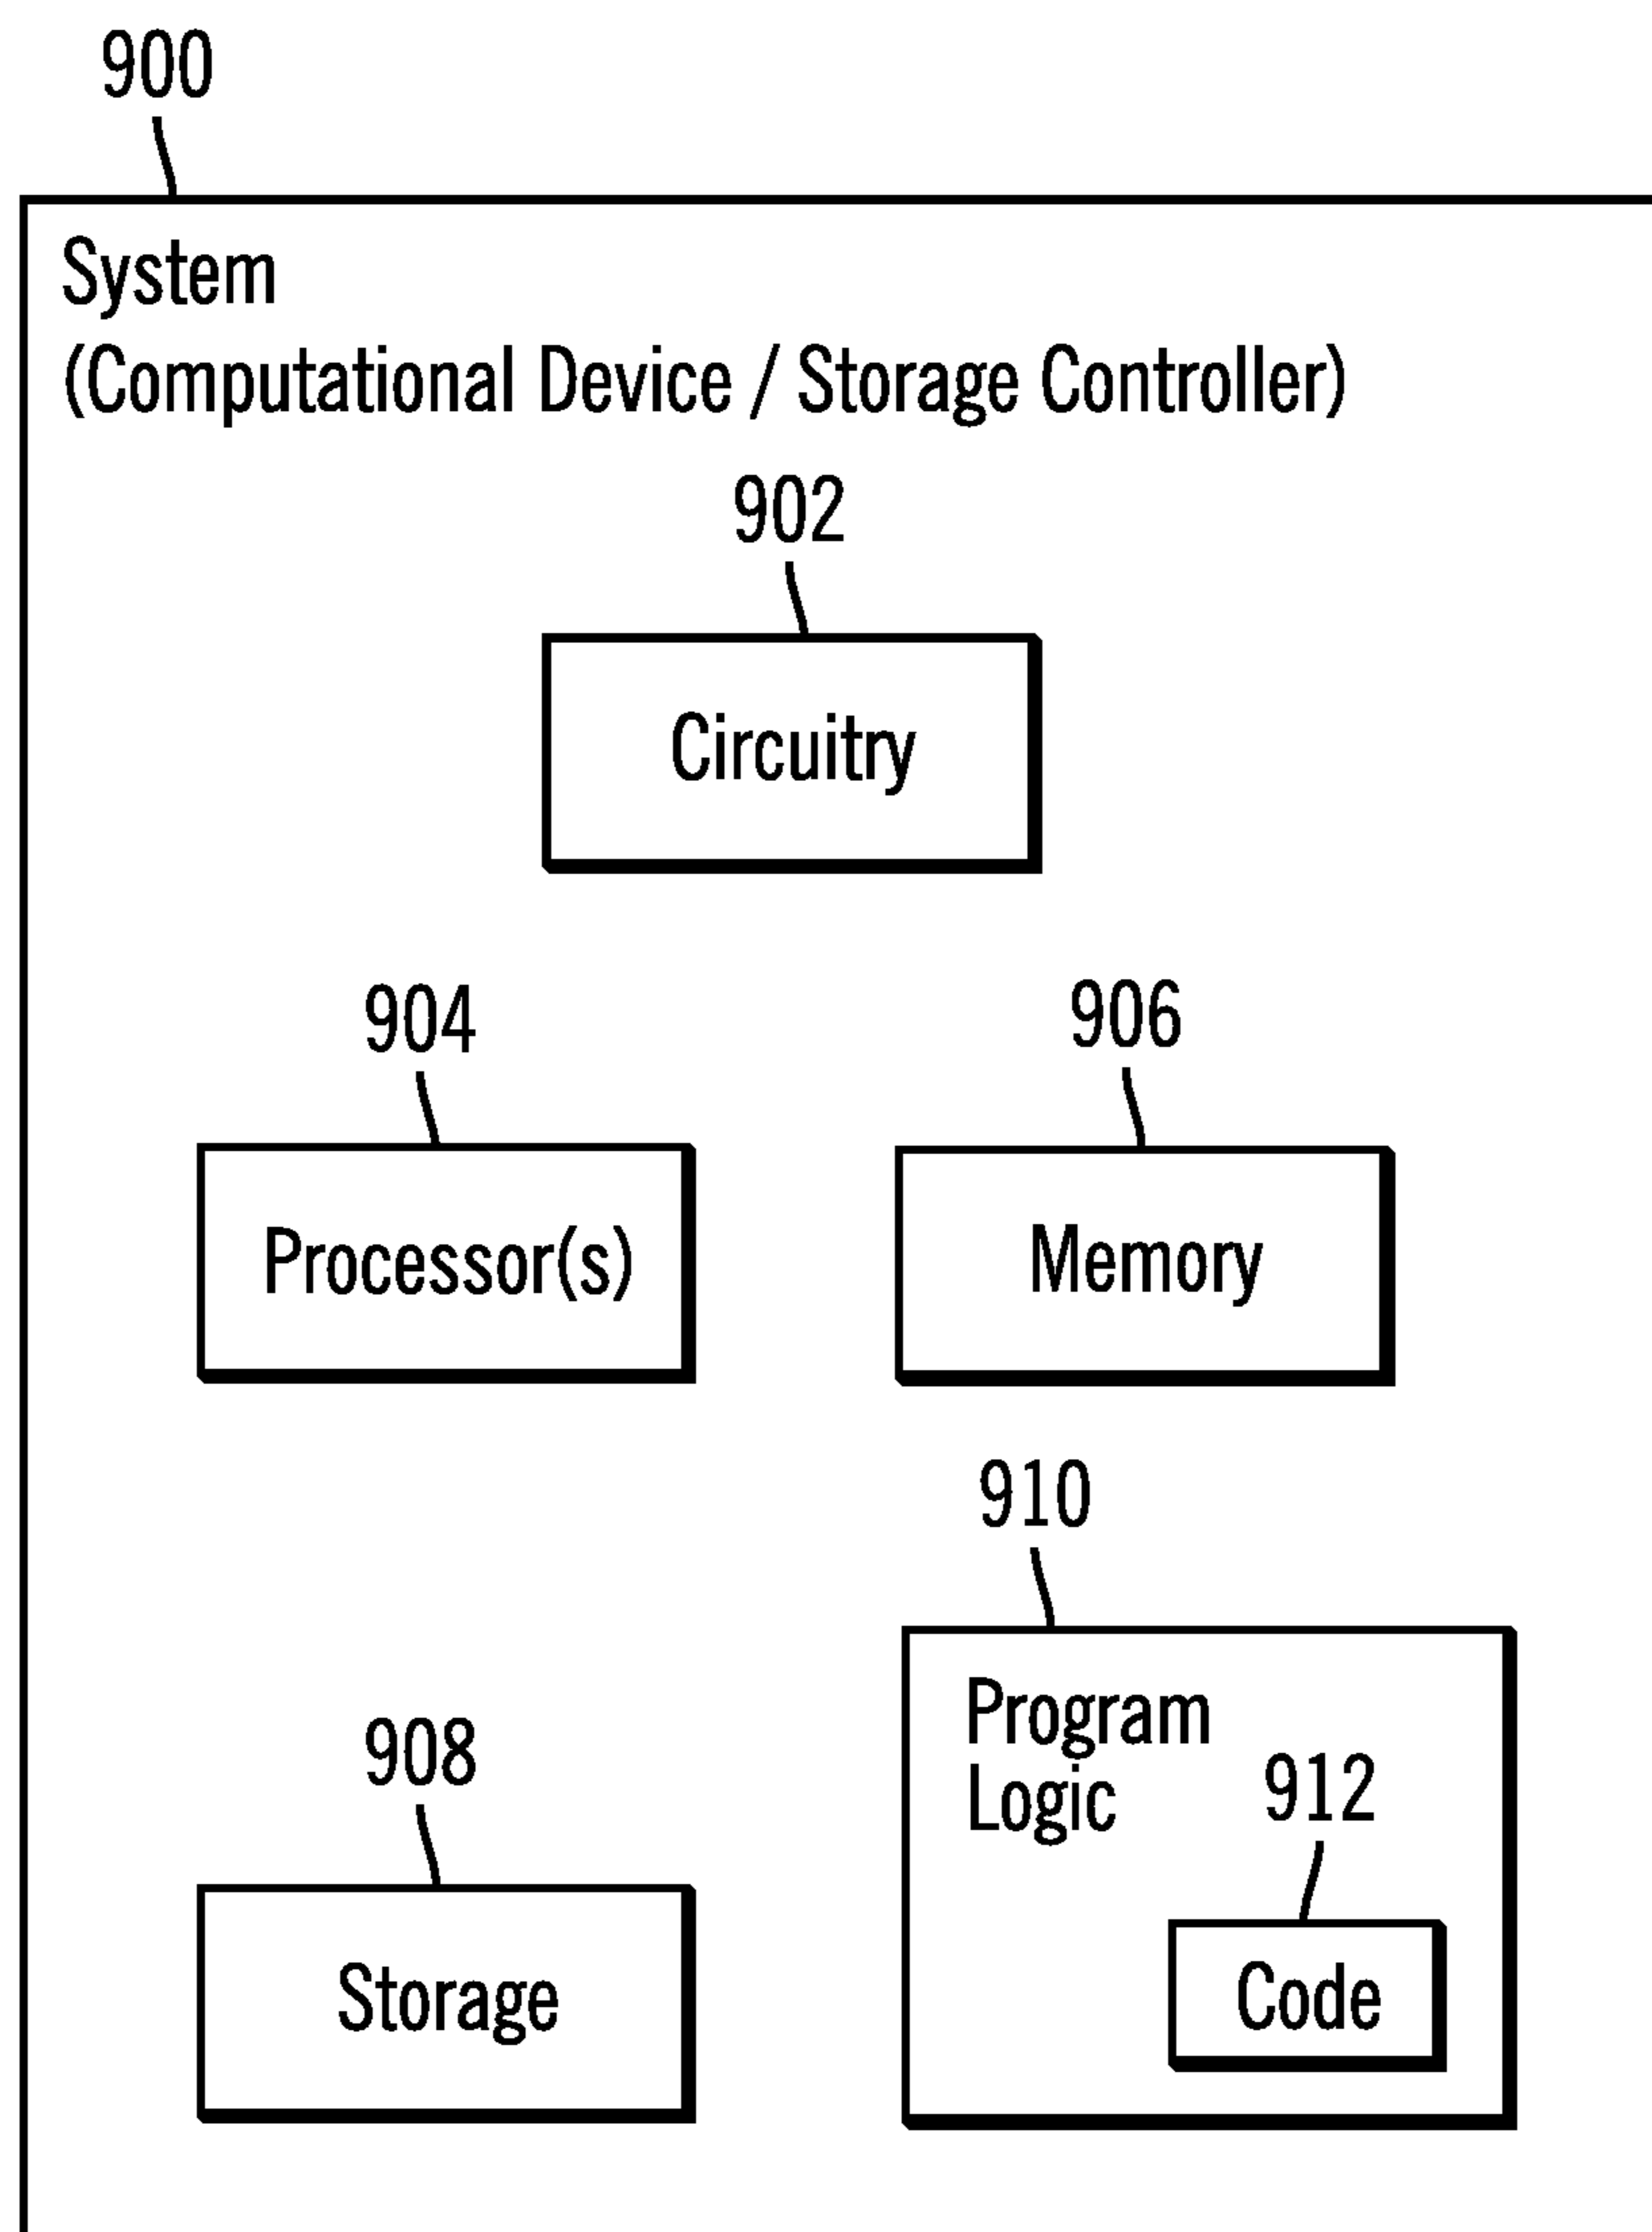 900
System
(Computational Device / Storage Controller)
902
Circuitry
904
906
Processor(s)
Memory
910
Program
Logic
908
912
Storage
Code